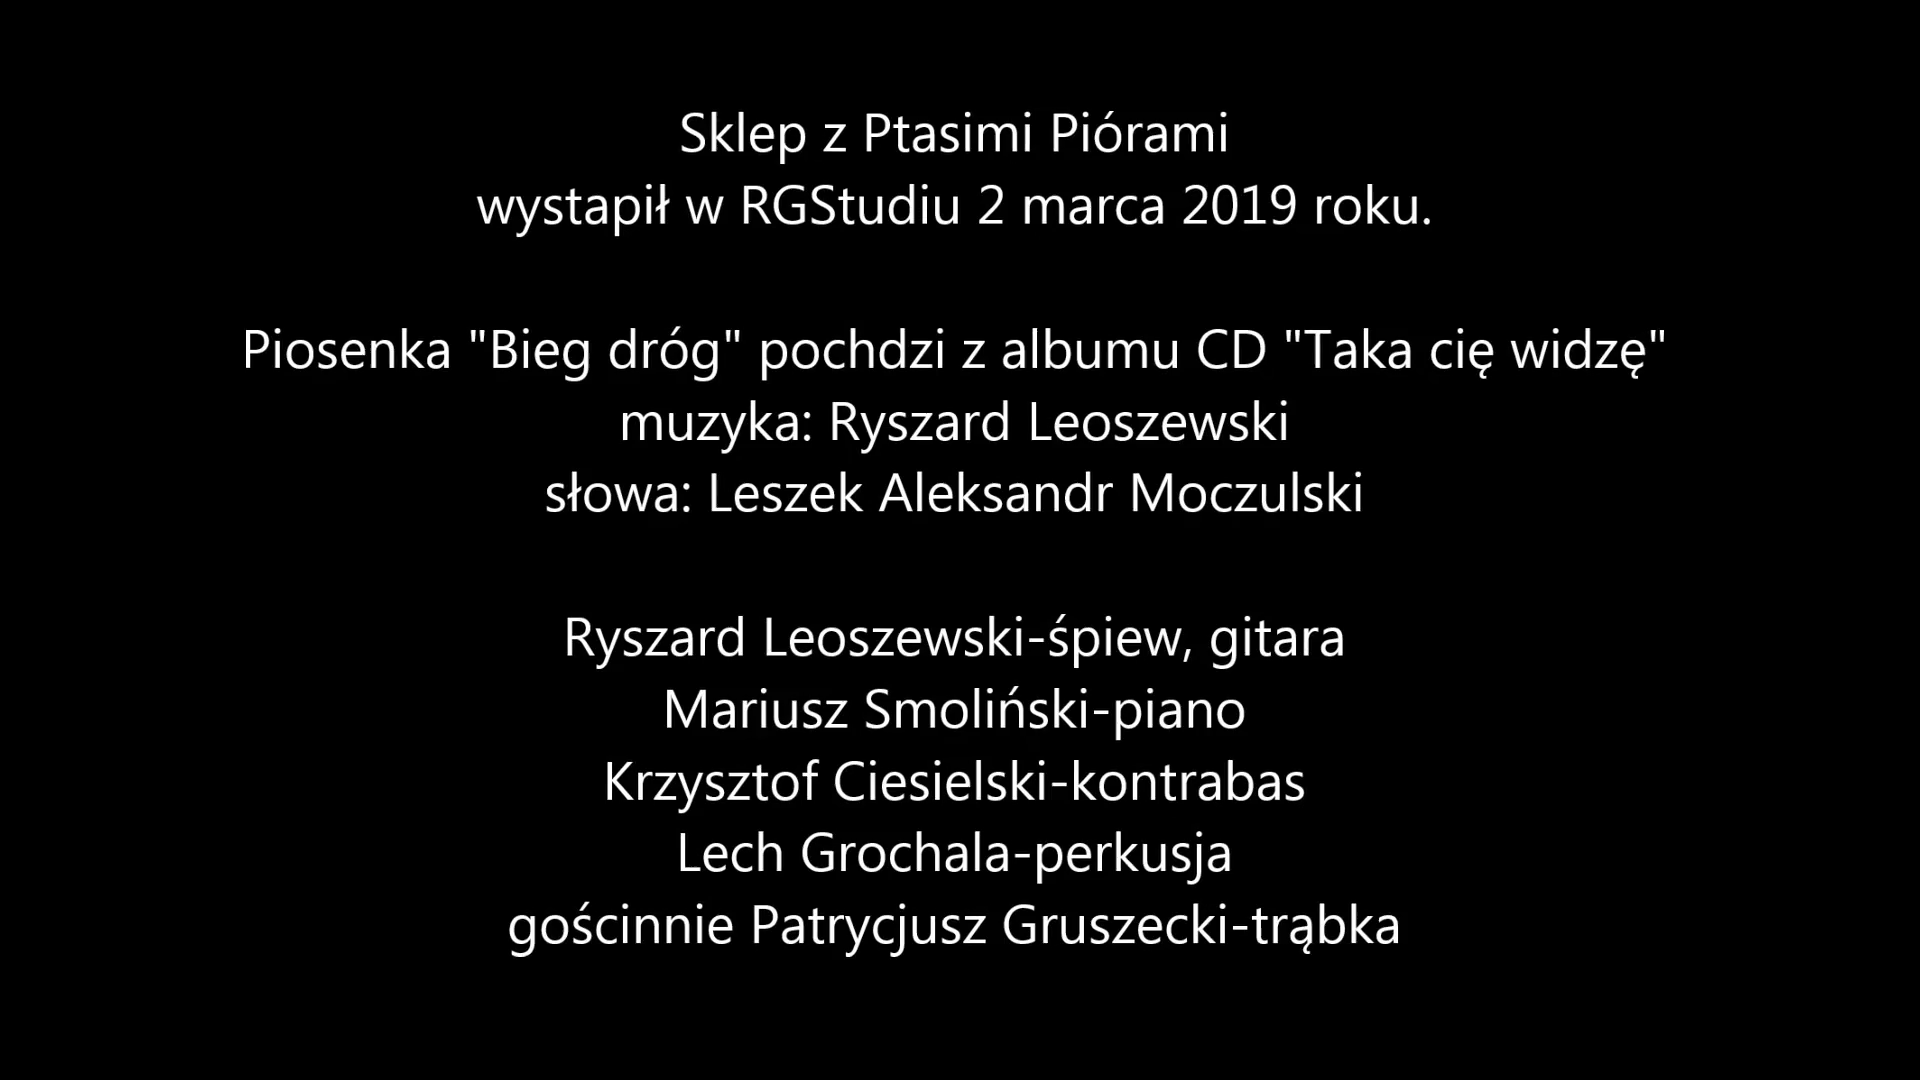 Sklep z Ptasimi Piórami
wystapił w RGStudiu 2 marca 2019 roku.
Piosenka "Bieg dróg" pochdzi z albumu CD "Taka cię widzę"
muzyka: Ryszard Leoszewski
słowa: Leszek Aleksandr Moczulski
Ryszard Leoszewski-śpiew, gitara
Mariusz Smoliński-piano
Krzysztof Ciesielski-kontrabas
Lech Grochala-perkusja
gościnnie Patrycjusz Gruszecki-trąbka